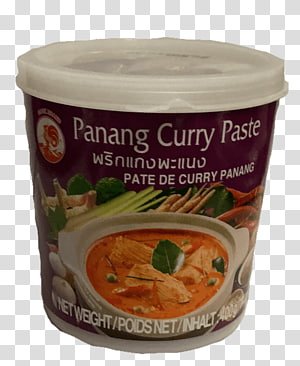 Panang Curry Paste
พริกแกงพะแนง
PATE DE CURRY PANANG
NET WEIGHT/POIDS NET/INHALT 400 g